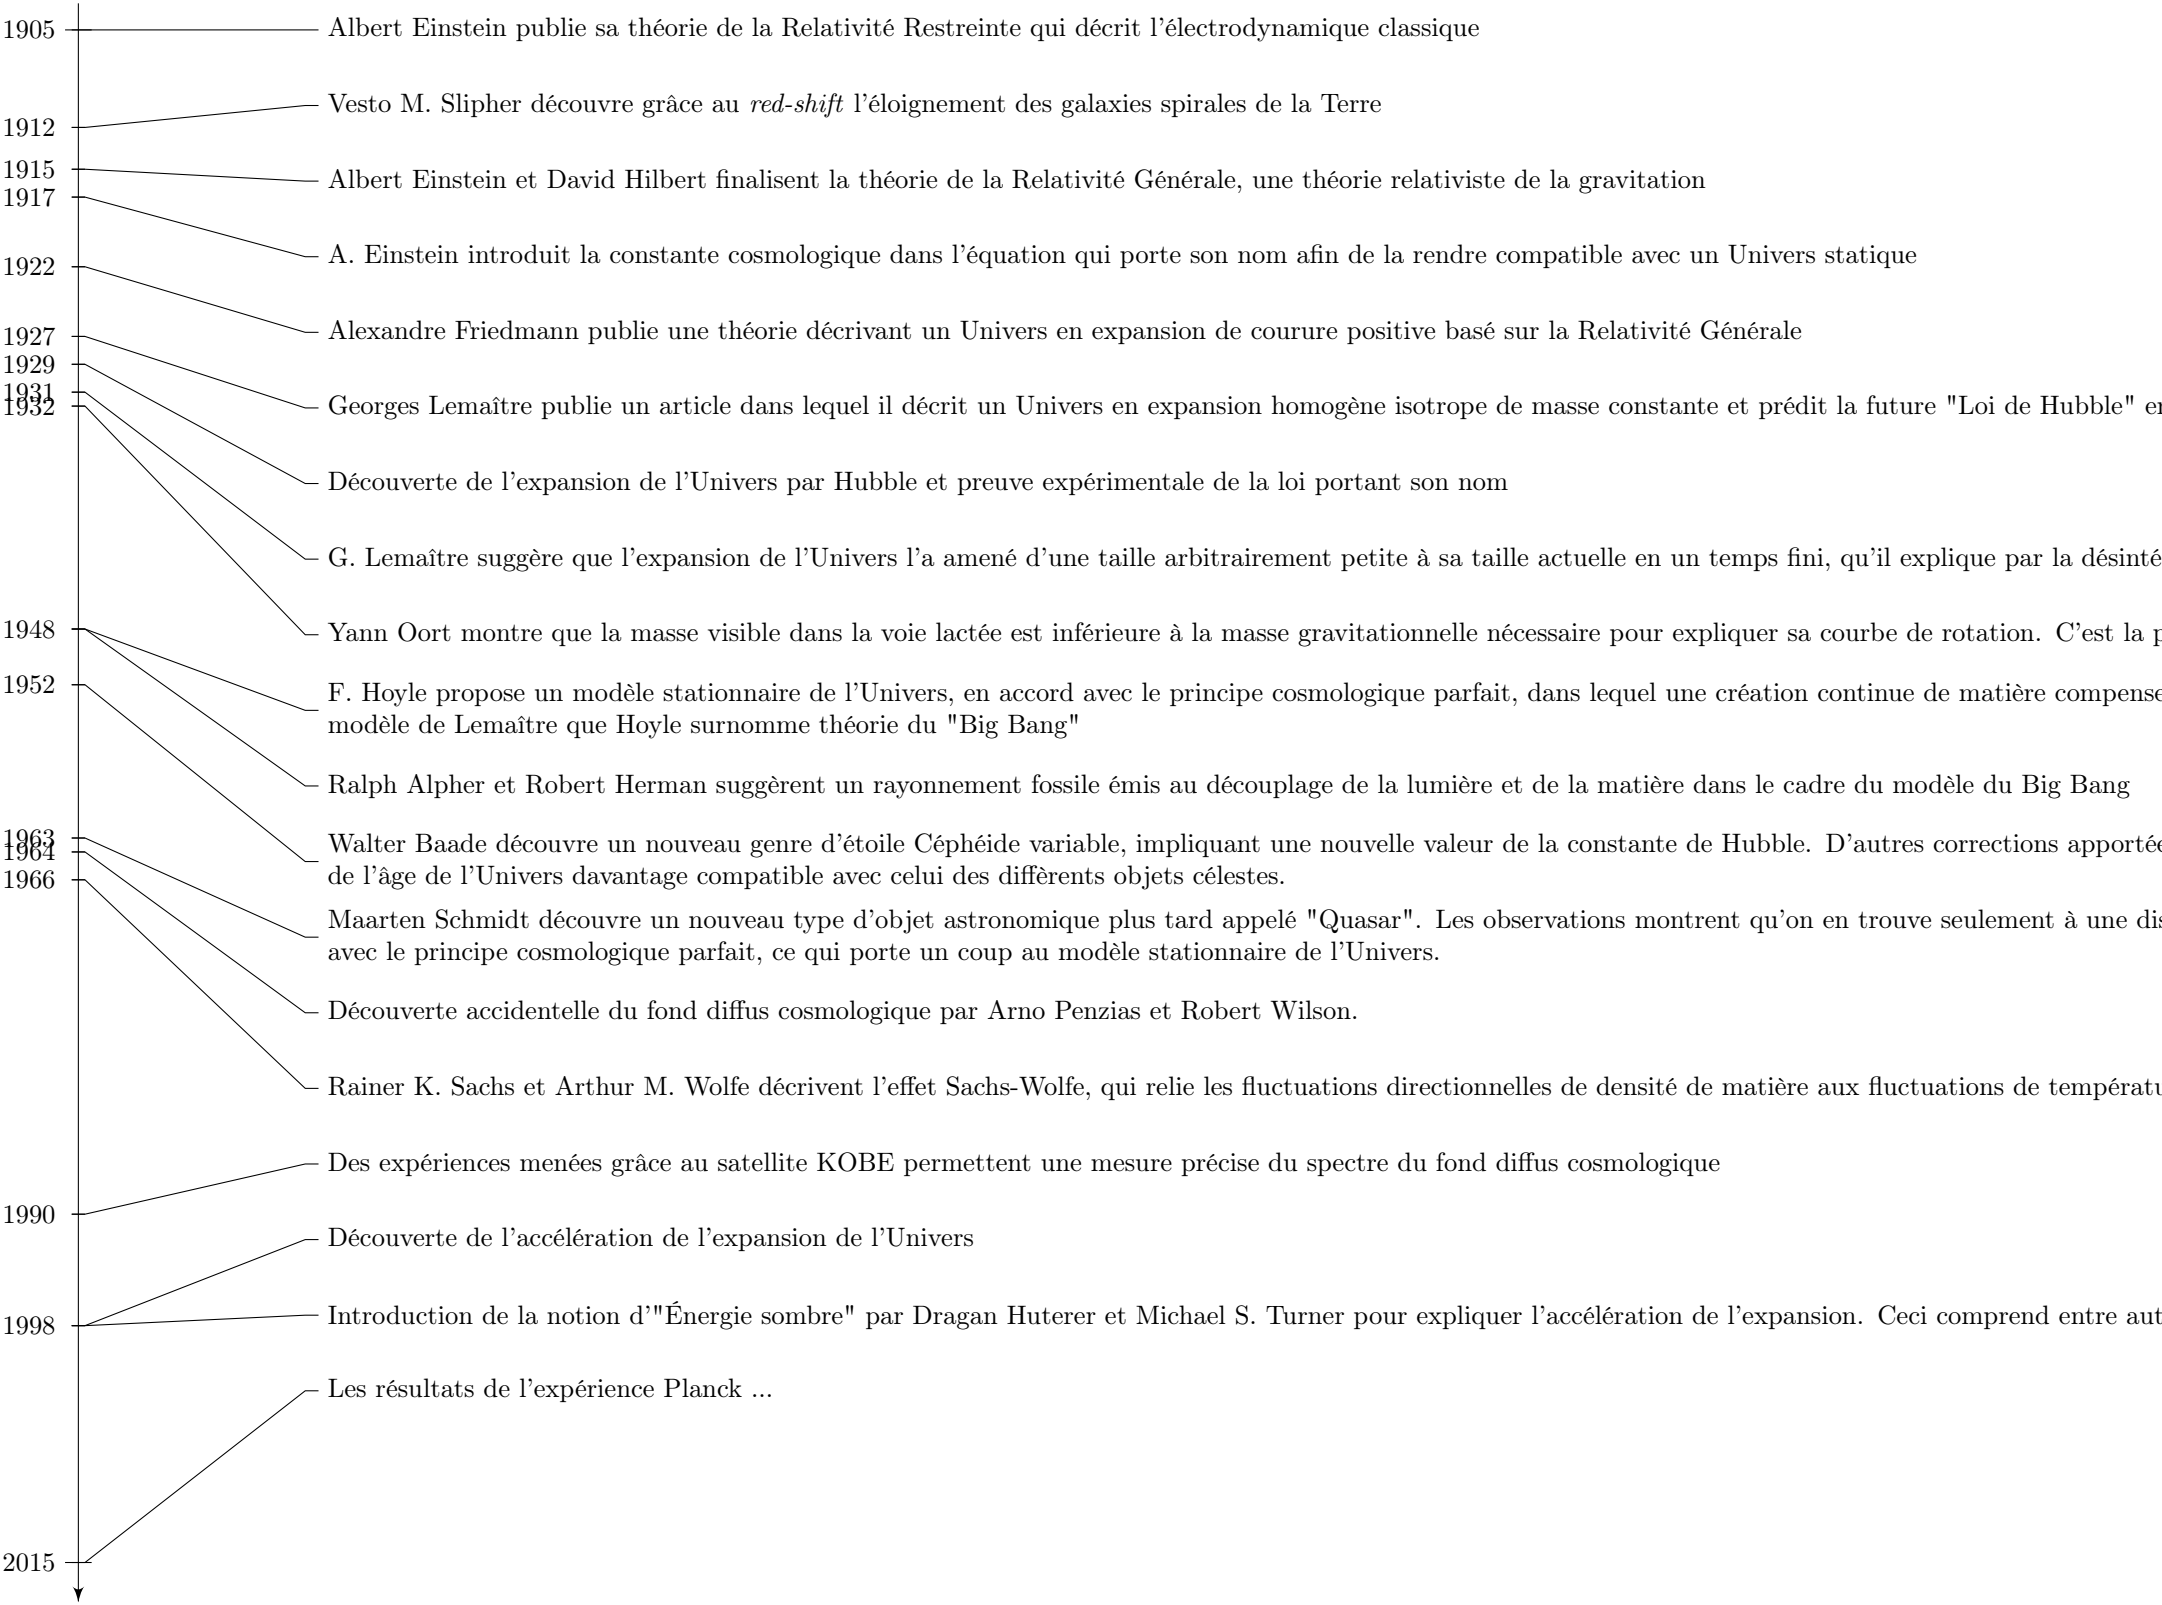 1905 Albert Einstein publie sa théorie de la Relativité Restreinte qui décrit l'électrodynamique classique
Vesto M. Slipher découvre grâce au red-shift l'éloignement des galaxies spirales de la Terre
1912
1915
Albert Einstein et David Hilbert finalisent la théorie de la Relativité Générale, une théorie relativiste de la gravitation
1917
A. Einstein introduit la constante cosmologique dans l'équation qui porte son nom afin de la rendre compatible avec un Univers statique
1922
Alexandre Friedmann publie une théorie décrivant un Univers en expansion de courure positive basé sur la Relativité Générale
1927
1929
1931
1932
Georges Lemaître publie un article dans lequel il décrit un Univers en expansion homogène isotrope de masse constante et prédit la future "Loi de Hubble"
Découverte de l'expansion de l'Univers par Hubble et preuve expérimentale de la loi portant son nom
G. Lemaître suggère que l'expansion de l'Univers l'a amené d'une taille arbitrairement petite à sa taille actuelle en un temps fini, qu'il explique par la désinté
1948
Yann Oort montre que la masse visible dans la voie lactée est inférieure à la masse gravitationnelle nécessaire pour expliquer sa courbe de rotation. C'est la
1952
F. Hoyle propose un modèle stationnaire de l'Univers, en accord avec le principe cosmologique parfait, dans lequel une création continue de matière compense
modèle de Lemaître que Hoyle surnomme théorie du "Big Bang"
Ralph Alpher et Robert Herman suggèrent un rayonnement fossile émis au découplage de la lumière et de la matière dans le cadre du modèle du Big Bang
1963
1964
1966
Walter Baade découvre un nouveau genre d'étoile Céphéide variable, impliquant une nouvelle valeur de la constante de Hubble. D'autres corrections apportée
de l'âge de l'Univers davantage compatible avec celui des diffèrents objets célestes.
Maarten Schmidt découvre un nouveau type d'objet astronomique plus tard appelé "Quasar". Les observations montrent qu'on en trouve seulement à une dis
avec le principe cosmologique parfait, ce qui porte un coup au modèle stationnaire de l'Univers.
Découverte accidentelle du fond diffus cosmologique par Arno Penzias et Robert Wilson.
Rainer K. Sachs et Arthur M. Wolfe décrivent l'effet Sachs-Wolfe, qui relie les fluctuations directionnelles de densité de matière aux fluctuations de températu
Des expériences menées grâce au satellite KOBE permettent une mesure précise du spectre du fond diffus cosmologique
1990
Découverte de l'accélération de l'expansion de l'Univers
1998 Introduction de la notion d'"Énergie sombre" par Dragan Huterer et Michael S. Turner pour expliquer l'accélération de l'expansion. Ceci comprend entre aut
Les résultats de l'expérience Planck ...
2015